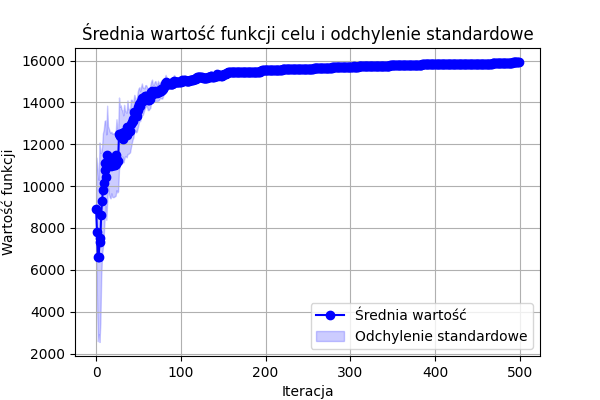 Średnia wartość funkcji celu i odchylenie standardowe
16000
14000
12000
10000
8000
6000
4000
2000
Wartość funkcji
0 100 200 300 400 500
Iteracja
Średnia wartość
Odchylenie standardowe